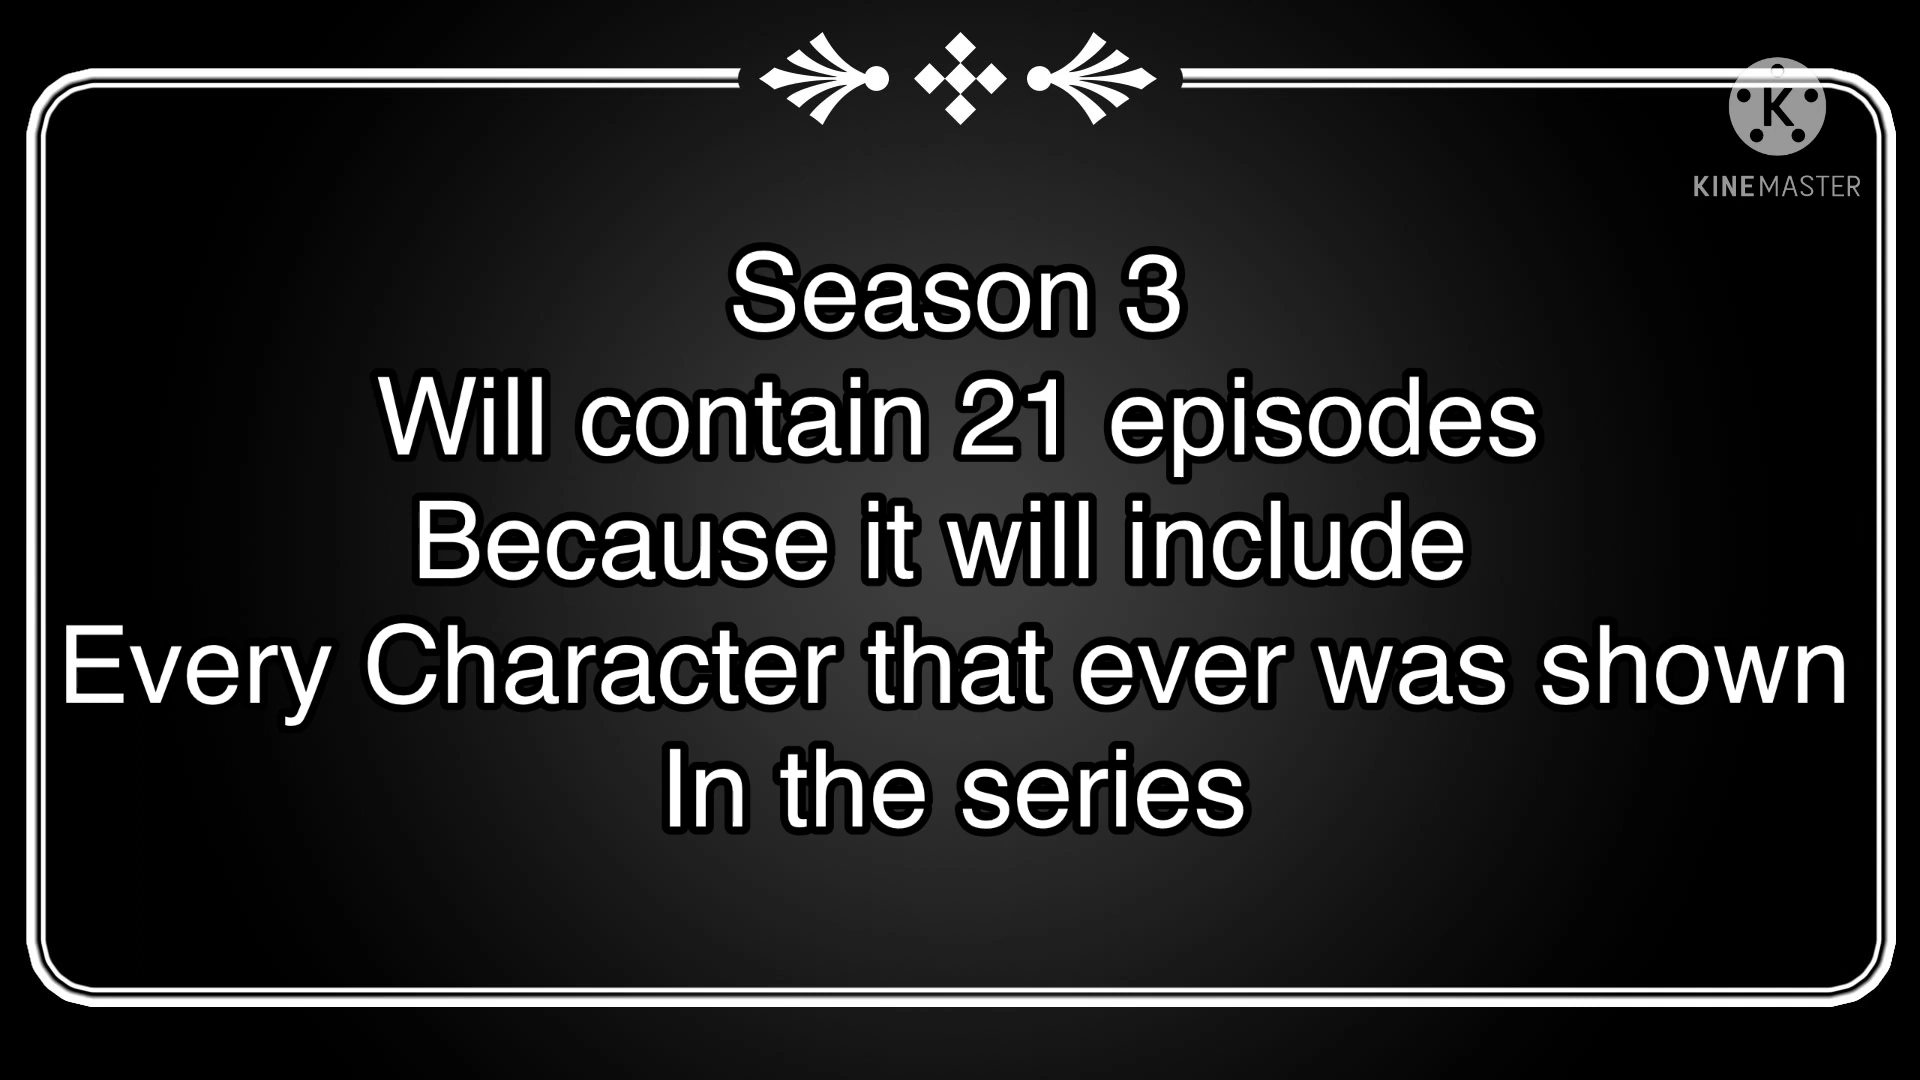 K
KINEMASTER
Season 3
Will contain 21 episodes
Because it will include
Every Character that ever was shown
In the series